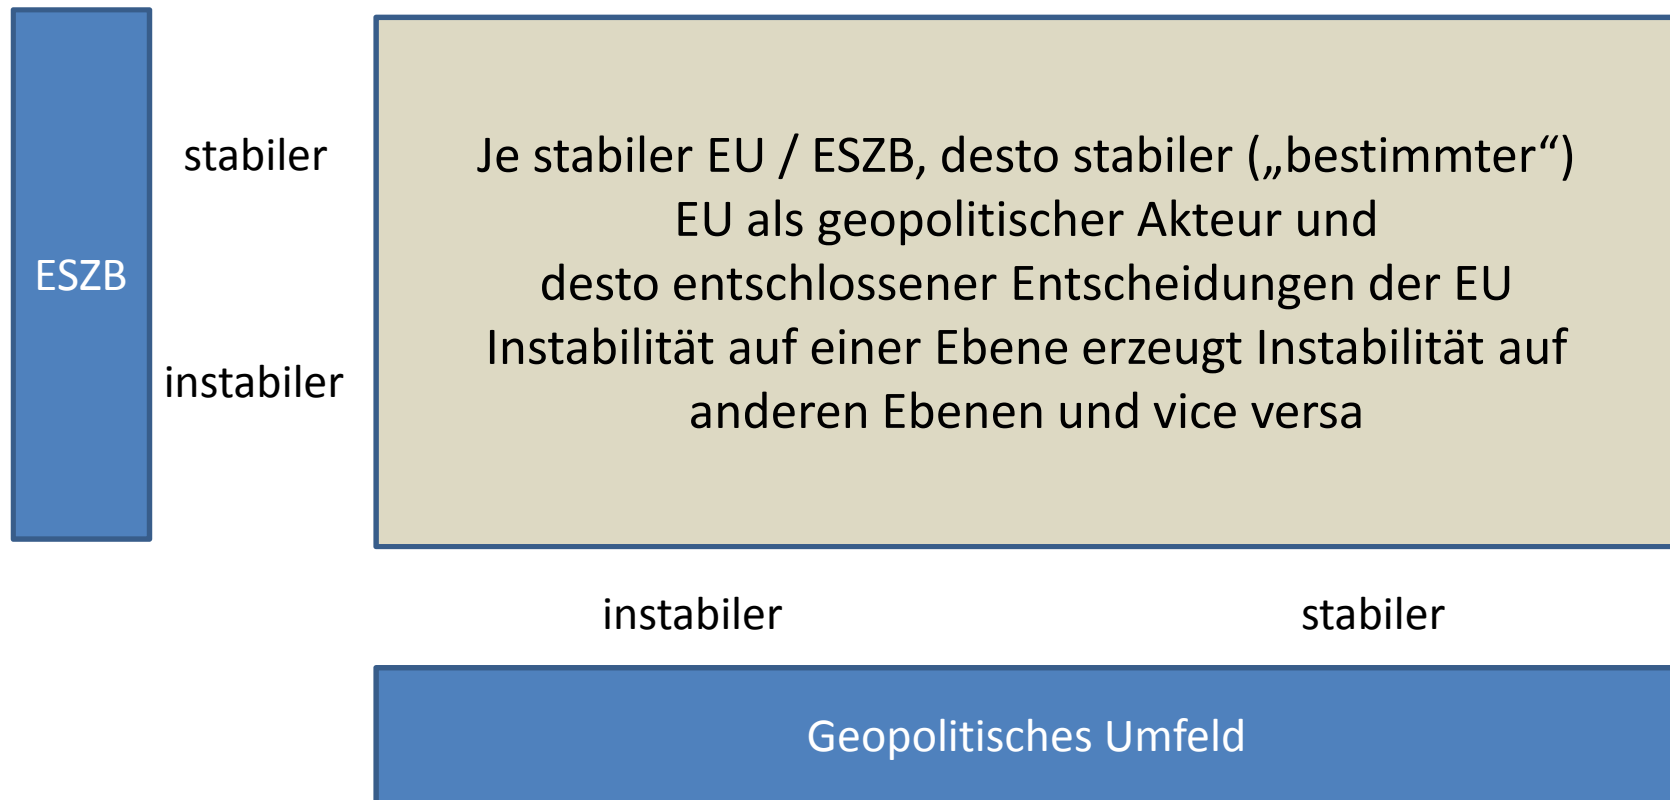 stabiler
ESZB
instabiler
Je stabiler EU / ESZB, desto stabiler („bestimmter“)
EU als geopolitischer Akteur und
desto entschlossener Entscheidungen der EU
Instabilität auf einer Ebene erzeugt Instabilität auf
anderen Ebenen und vice versa
instabiler
stabiler
Geopolitisches Umfeld